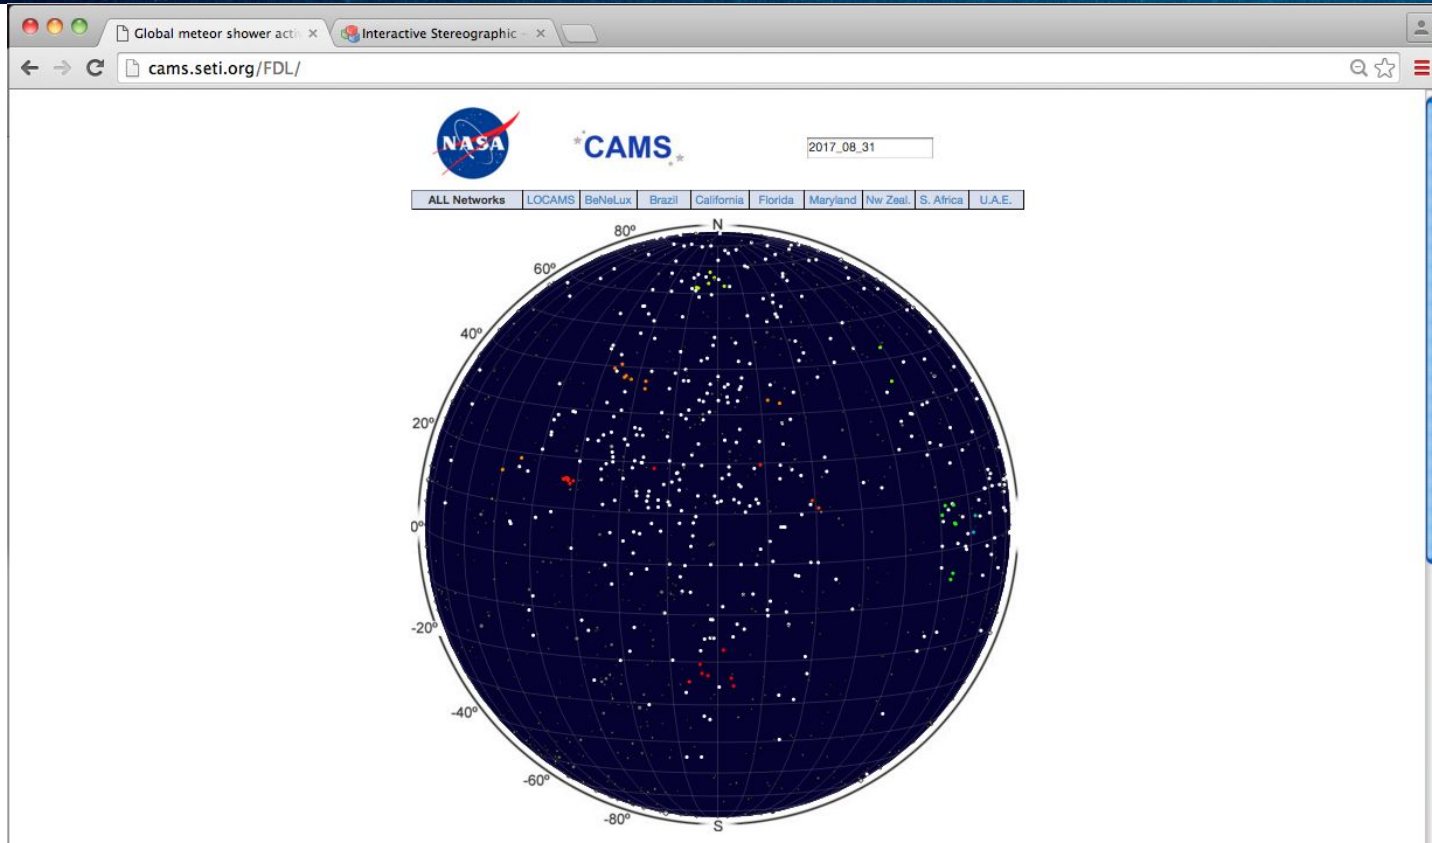 Global meteor shower acti
Interactive Stereographic -
cams.seti.org/FDL/
NASA
CAMS
2017_08_31
ALL Networks LOCAMS BeNeLux Brazil California Florida Maryland Nw Zeal. S. Africa U.A.E.
N
80º
60º
40º
20º
0º
-20º
-40º
-60º
-80º
S